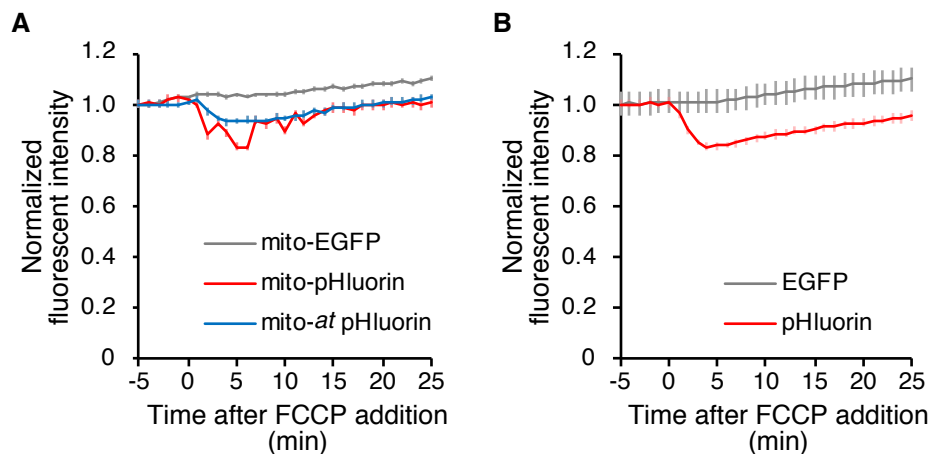 A
Normalized
fluorescent intensity
1.2
1.0
0.8
0.6
0.4
0.2
0
mito-EGFP
mito-pHluorin
mito-at pHluorin
-5 0 5 10 15 20 25
Time after FCCP addition
(min)
B
Normalized
fluorescent intensity
1.2
1.0
0.8
0.6
0.4
0.2
0
EGFP
pHluorin
-5 0 5 10 15 20 25
Time after FCCP addition
(min)